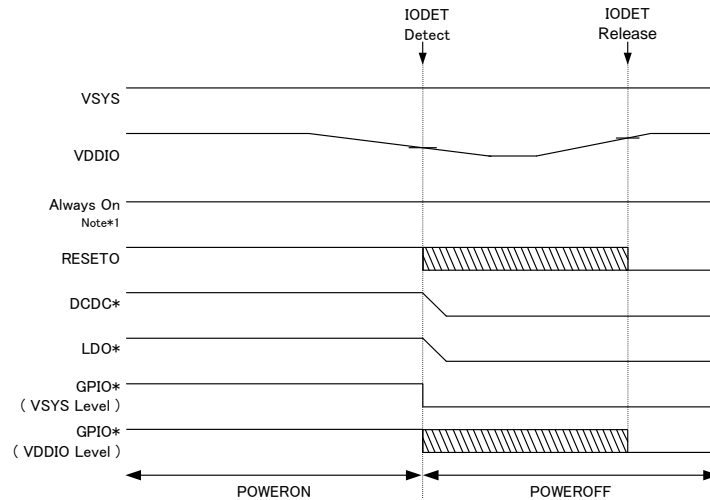 IODET
Detect
IODET
Release
VSYS
VDDIO
Always On
Note*1
RESETO
DCDC*
LDO*
GPIO*
( VSYS Level )
GPIO*
( VDDIO Level )
POWERON
POWEROFF